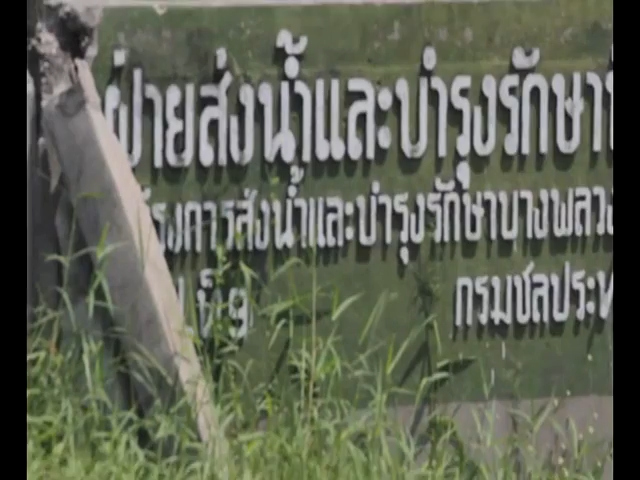 ฝ่ายส่งน้ำและบำรุงรักษา
โครงการส่งน้ำและบำรุงรักษาบางพลวง
กรมชลประทาน